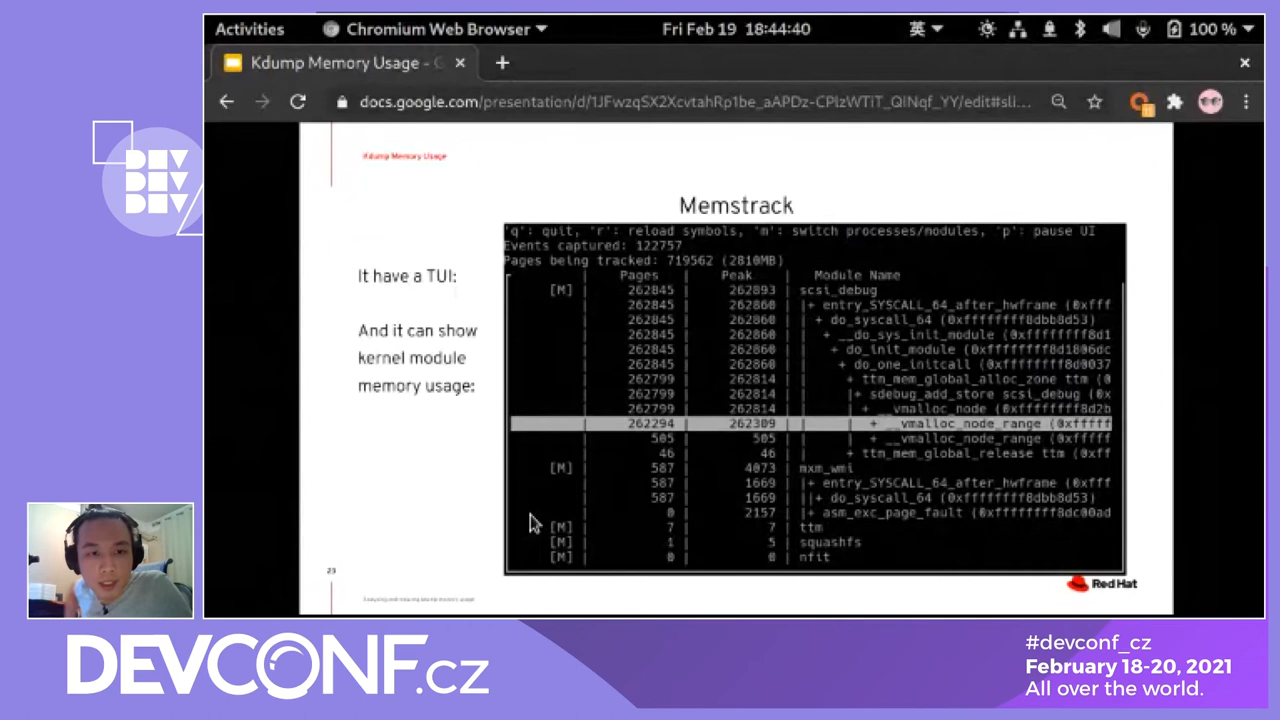 Activities
Chromium Web Browser
Fri Feb 19 18:44:40
英
100 %
Kdump Memory Usage - G
docs.google.com/presentation/d/1JFwzqSX2XcvtahRp1be_aAPDz-CPlzWTiT_QlNqf_YY/edit#sli...
DEV
DEV
DEV
Kdump Memory Usage
Memstrack
It have a TUI:
And it can show
kernel module
memory usage:
'q': quit, 'r': reload symbols, 'm': switch processes/modules, 'p': pause UI
Events captured: 122757
Pages being tracked: 719562 (2810MB)
| Pages | Peak | Module Name
[M] | 262845 | 262893 | scsi_debug
| 262845 | 262860 | |+ entry_SYSCALL_64_after_hwframe (0xfff
| 262845 | 262860 | | + do_syscall_64 (0xffffffff8dbb8d53)
| 262845 | 262860 | | + __do_sys_init_module (0xffffffff8d1
| 262845 | 262860 | | + do_init_module (0xffffffff8d1806dc
| 262845 | 262860 | | + do_one_initcall (0xffffffff8d0037
| 262799 | 262814 | | + ttm_mem_global_alloc_zone ttm (0
| 262799 | 262814 | | |+ sdebug_add_store scsi_debug (0x
| 262799 | 262814 | | |+ __vmalloc_node (0xffffffff8d2b
| 262294 | 262309 | | | + __vmalloc_node_range (0xfffff
| 505 | 505 | | | + __vmalloc_node_range (0xfffff
| 46 | 46 | | + ttm_mem_global_release ttm (0xff
[M] | 587 | 4073 | mxm_wmi
| 587 | 1669 | |+ entry_SYSCALL_64_after_hwframe (0xfff
| 587 | 1669 | ||+ do_syscall_64 (0xffffffff8dbb8d53)
| 0 | 2157 | |+ asm_exc_page_fault (0xffffffff8dc00ad
[M] | 7 | 7 | ttm
[M] | 1 | 5 | squashfs
[M] | 0 | 0 | nfit
23
Red Hat
DEVCONF.cz
#devconf_cz
February 18-20, 2021
All over the world.